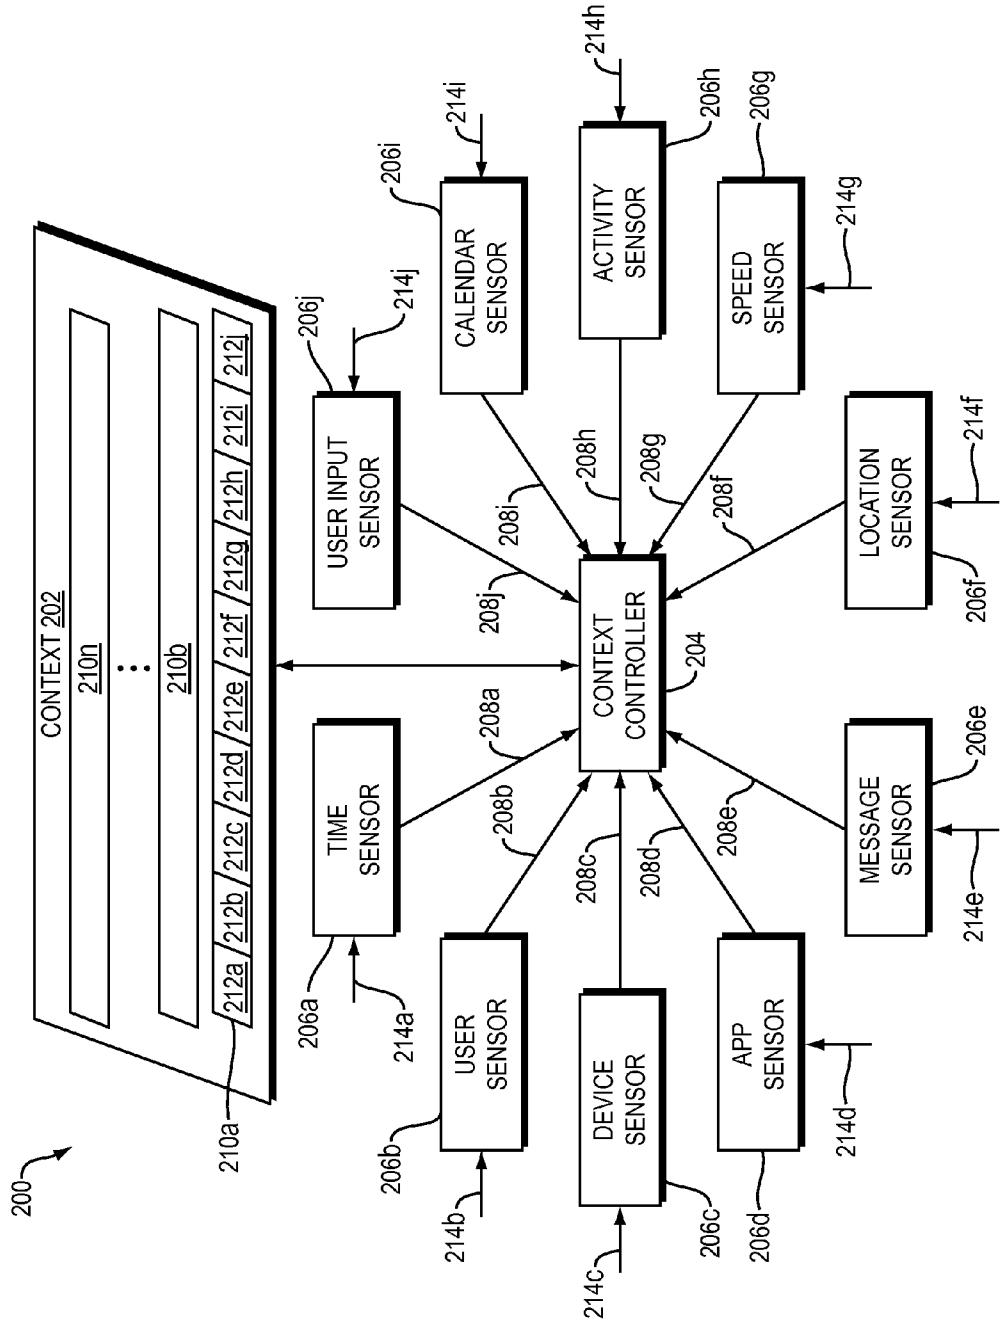 200
CONTEXT 202
210n
210b
210a
212a 212b 212c 212d 212e 212f 212g 212h 212i 212j
206a
206j
TIME
SENSOR
USER INPUT
SENSOR
214a
214j
206b
206i
214b
214i
USER
SENSOR
CALENDAR
SENSOR
208a
208j
208b
208i
208c
208h
214c
DEVICE
SENSOR
CONTEXT
CONTROLLER
ACTIVITY
SENSOR
214h
208d
208g
208e
208f
206c
204
206h
206d
206g
APP
SENSOR
SPEED
SENSOR
214d
214g
MESSAGE
SENSOR
LOCATION
SENSOR
206e
206f
214e
214f